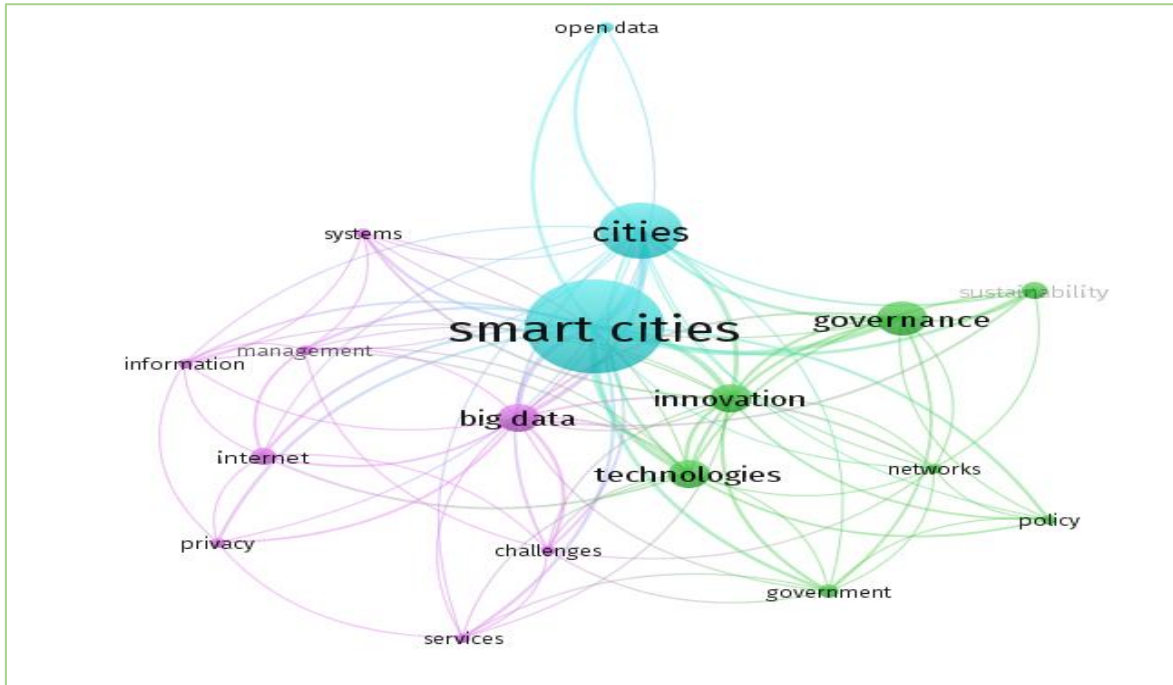 open data
cities
systems
sustainability
governance
smart cities
management
information
innovation
big data
internet
technologies
networks
policy
privacy
challenges
government
services